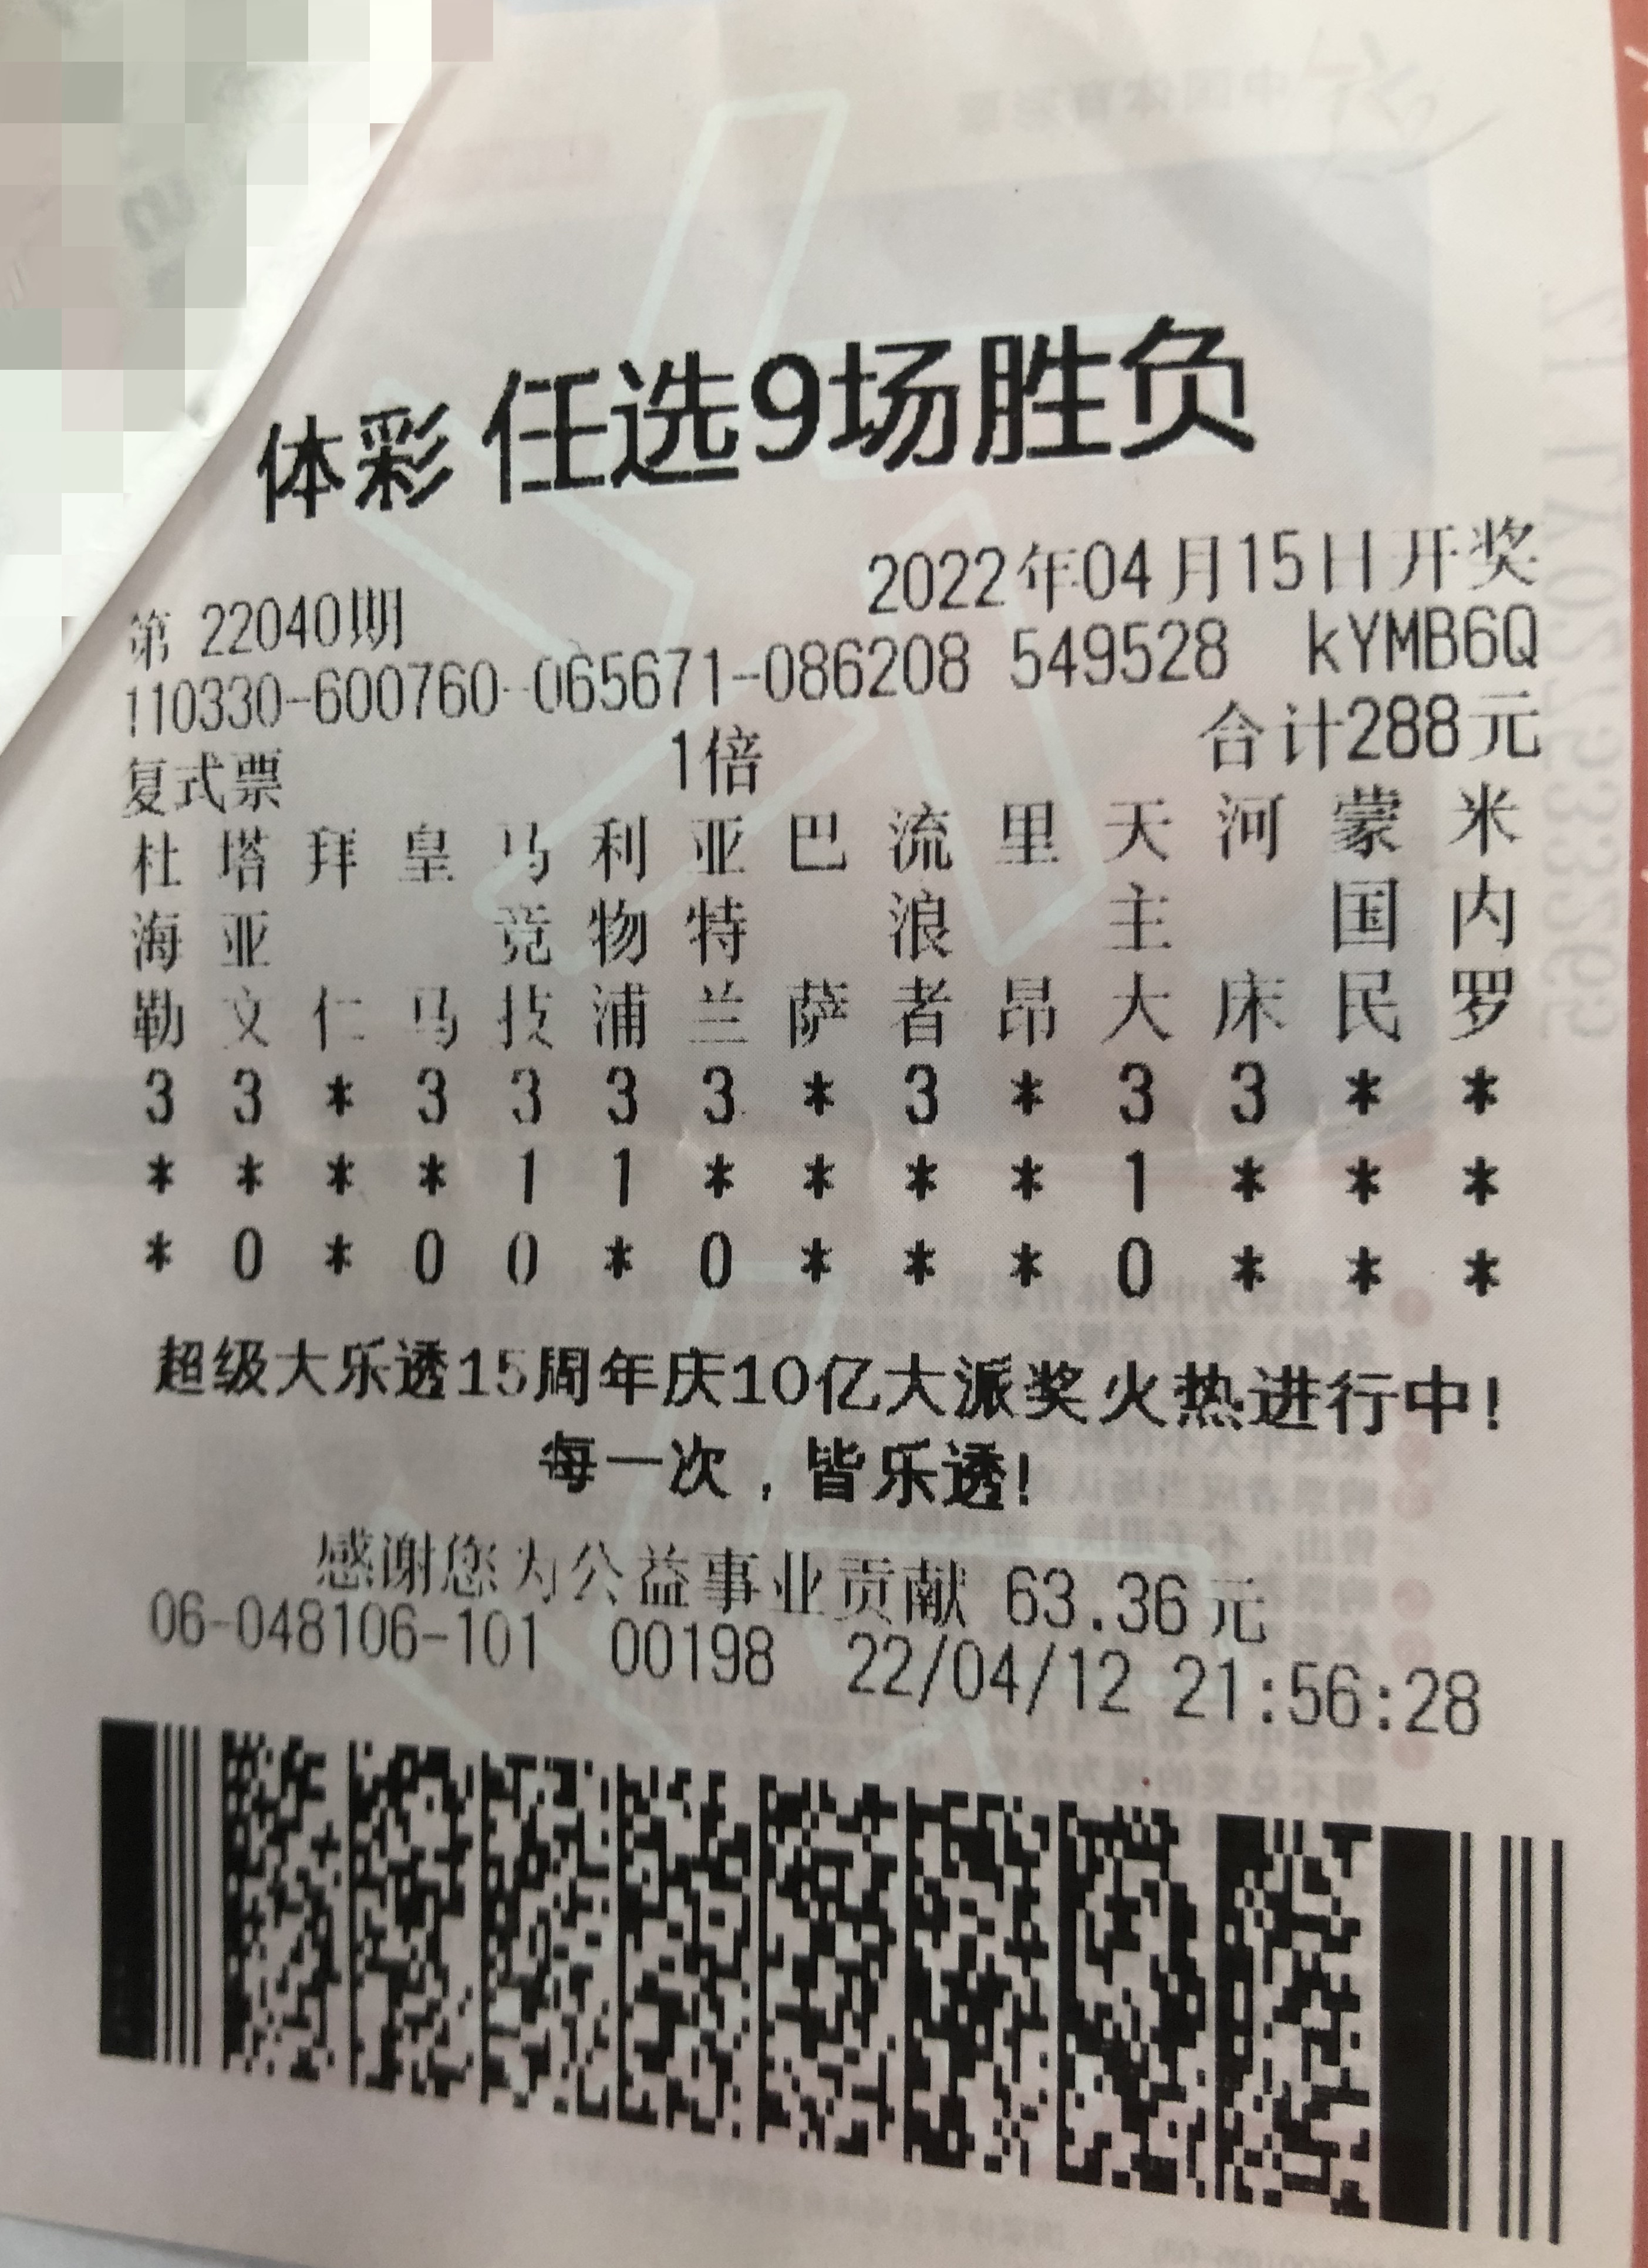 体彩 任选9场胜负
2022年04月15日开奖
第 22040期
110330-600760-065671-086208 549528 kYMB6Q
复式票 1倍 合计288元
杜 塔 拜 皇 马 利 亚 巴 流 里 天 河 蒙 米
海 亚 竞 物 特 浪 主 国 内
勒 文 仁 马 技 浦 兰 萨 者 昂 大 床 民 罗
3 3 * 3 3 3 3 * 3 * 3 3 * *
* * * * 1 1 * * * * 1 * * *
* 0 * 0 0 * 0 * * * 0 * * *
超级大乐透15周年庆10亿大派奖火热进行中!
每一次，皆乐透!
感谢您为公益事业贡献 63.36元
06-048106-101 00198 22/04/12 21:56:28